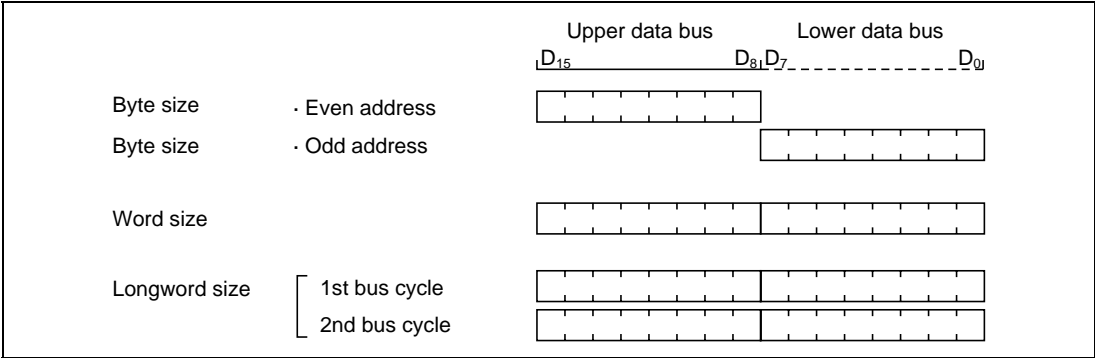 Upper data bus Lower data bus
D15 D8 D7 D0
Byte size · Even address
Byte size · Odd address
Word size
Longword size 1st bus cycle
2nd bus cycle